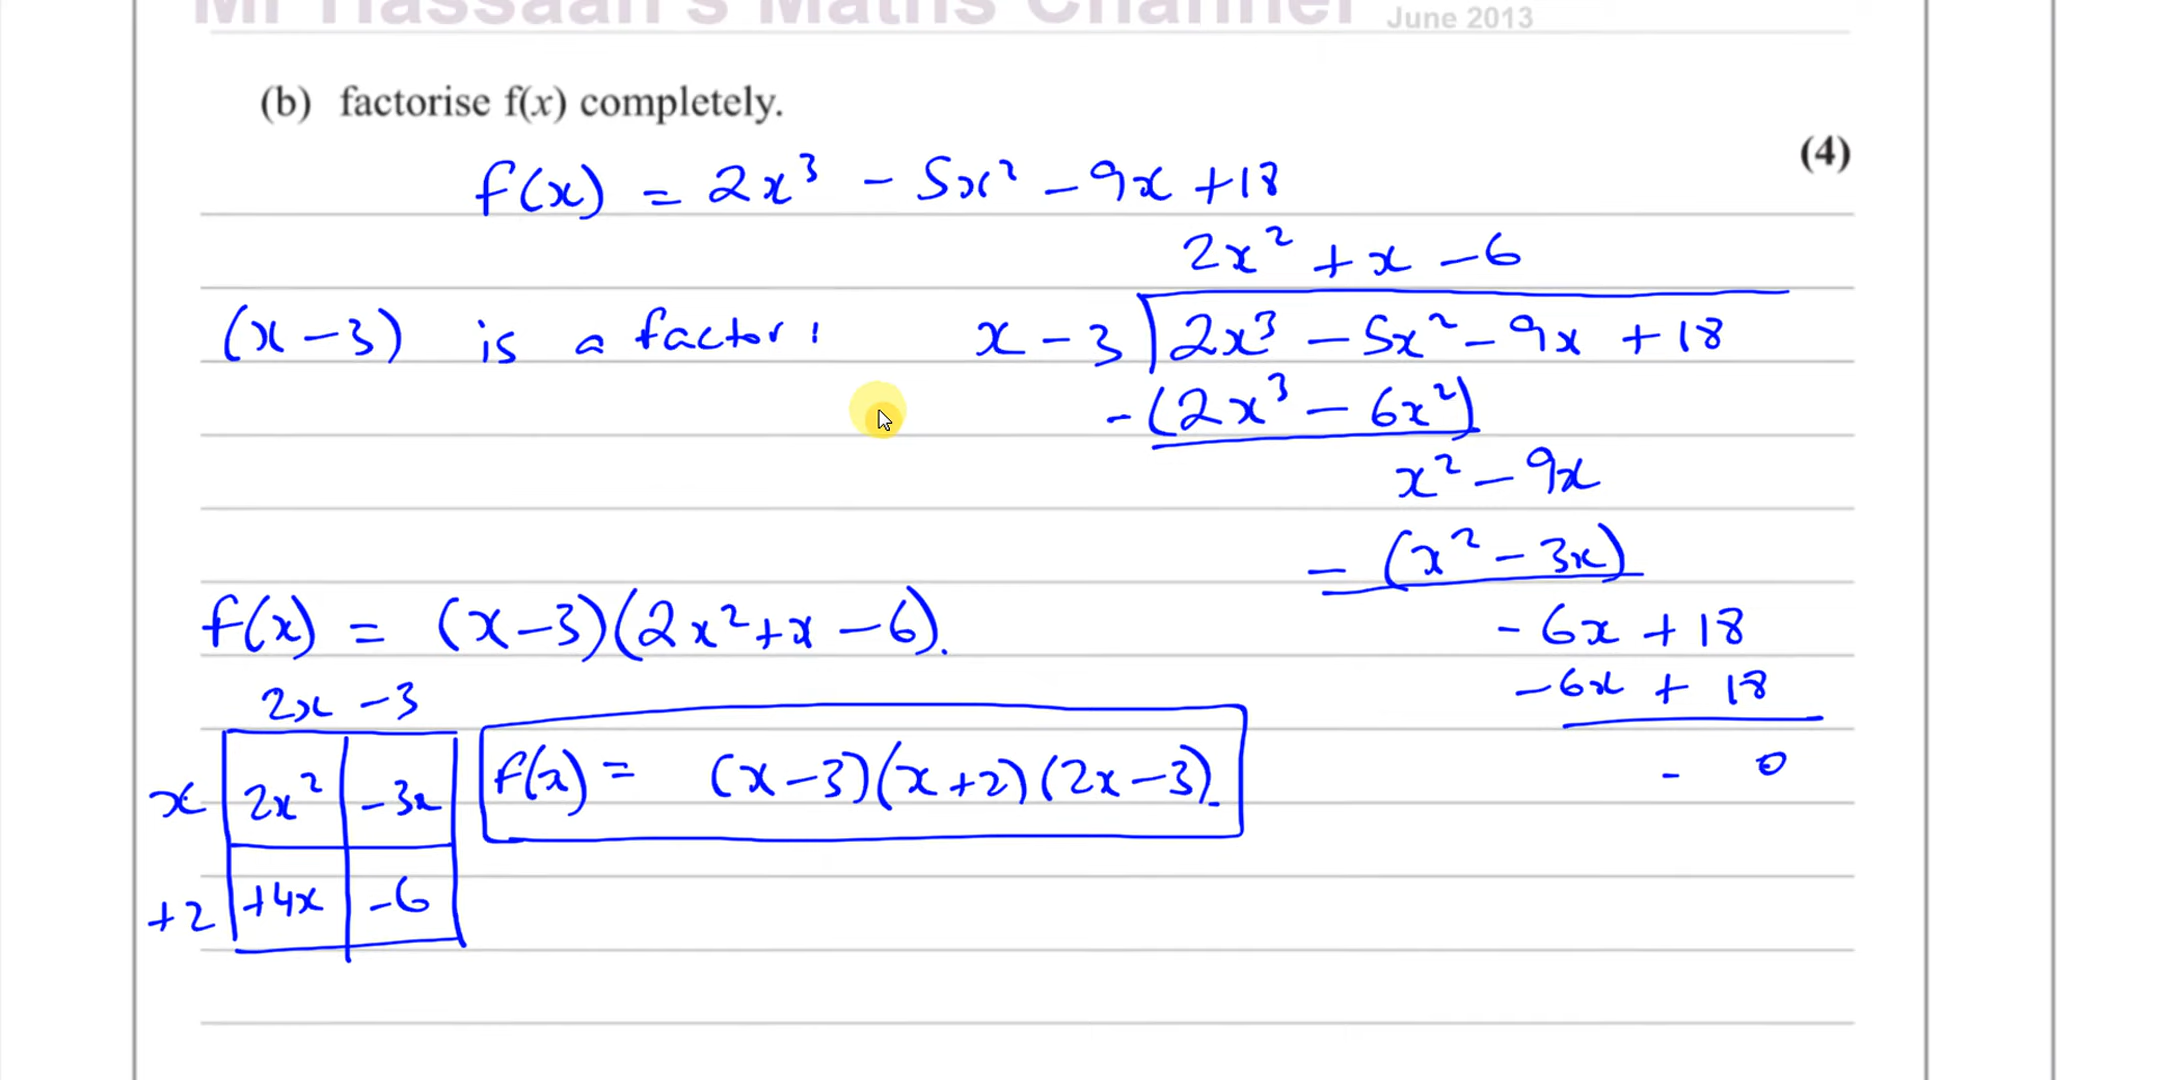 Mr Hassaan's Maths Channel June 2013
(b) factorise f(x) completely.
(4)
f(x) = 2x³ - 5x² - 9x + 18
2x² + x - 6
(x - 3) is a factor: x - 3 2x³ - 5x² - 9x + 18
-(2x³ - 6x²)
x² - 9x
- (x² - 3x)
f(x) = (x-3)(2x²+x-6).
-6x + 18
-6x + 18
- 0
2x -3
x 2x² -3x
+2 +4x -6
f(x) = (x-3)(x+2)(2x-3).